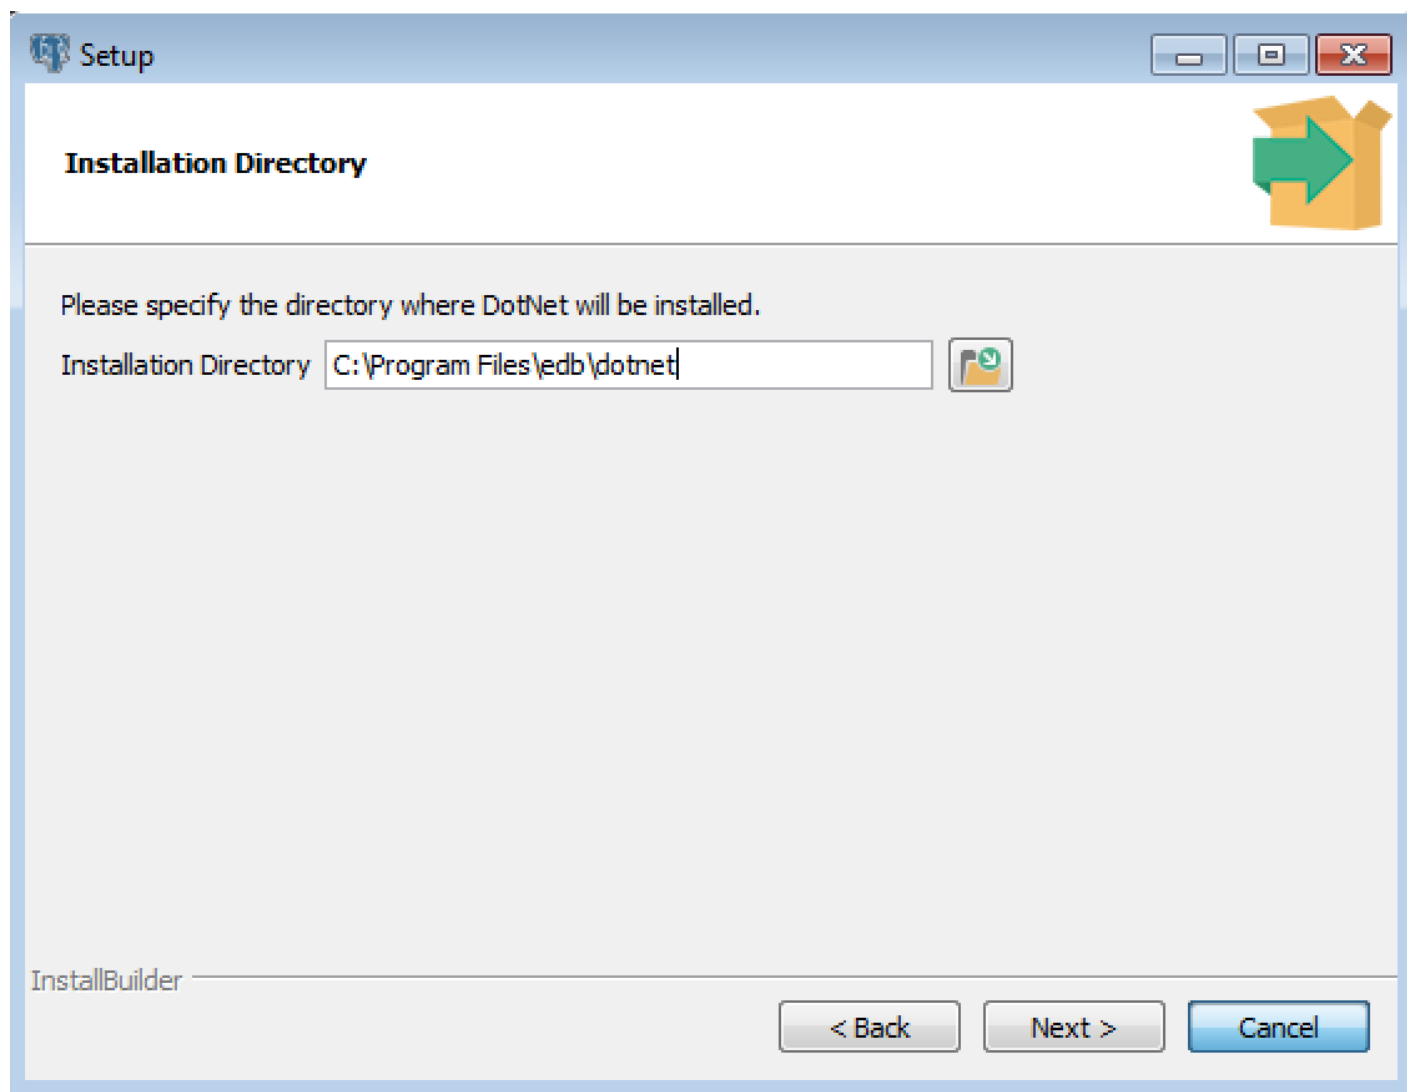 Setup
Installation Directory
Please specify the directory where DotNet will be installed.
Installation Directory C:\Program Files\edb\dotnet
InstallBuilder
< Back Next > Cancel